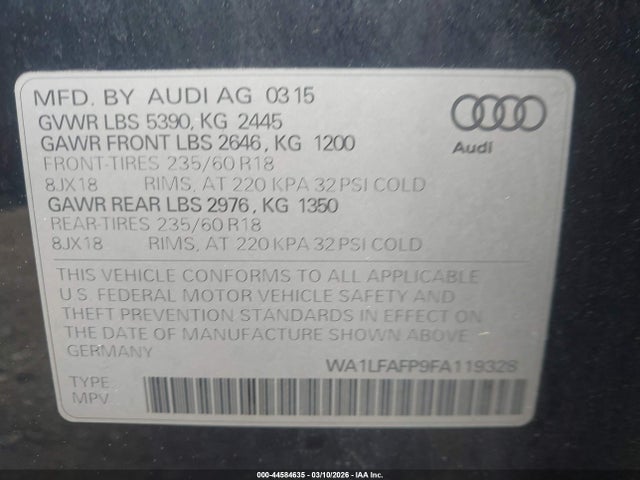 MFD. BY AUDI AG 0315
GVWR LBS 5390, KG 2445
GAWR FRONT LBS 2646, KG 1200
FRONT-TIRES 235/60 R18
8JX18 RIMS, AT 220 KPA 32 PSI COLD
GAWR REAR LBS 2976, KG 1350
REAR-TIRES 235/60 R18
8JX18 RIMS, AT 220 KPA 32 PSI COLD
Audi
THIS VEHICLE CONFORMS TO ALL APPLICABLE
U.S. FEDERAL MOTOR VEHICLE SAFETY AND
THEFT PREVENTION STANDARDS IN EFFECT ON
THE DATE OF MANUFACTURE SHOWN ABOVE
GERMANY
WA1LFAFP9FA119328
TYPE
MPV
000-44584635 - 03/10/2026 - IAA Inc.